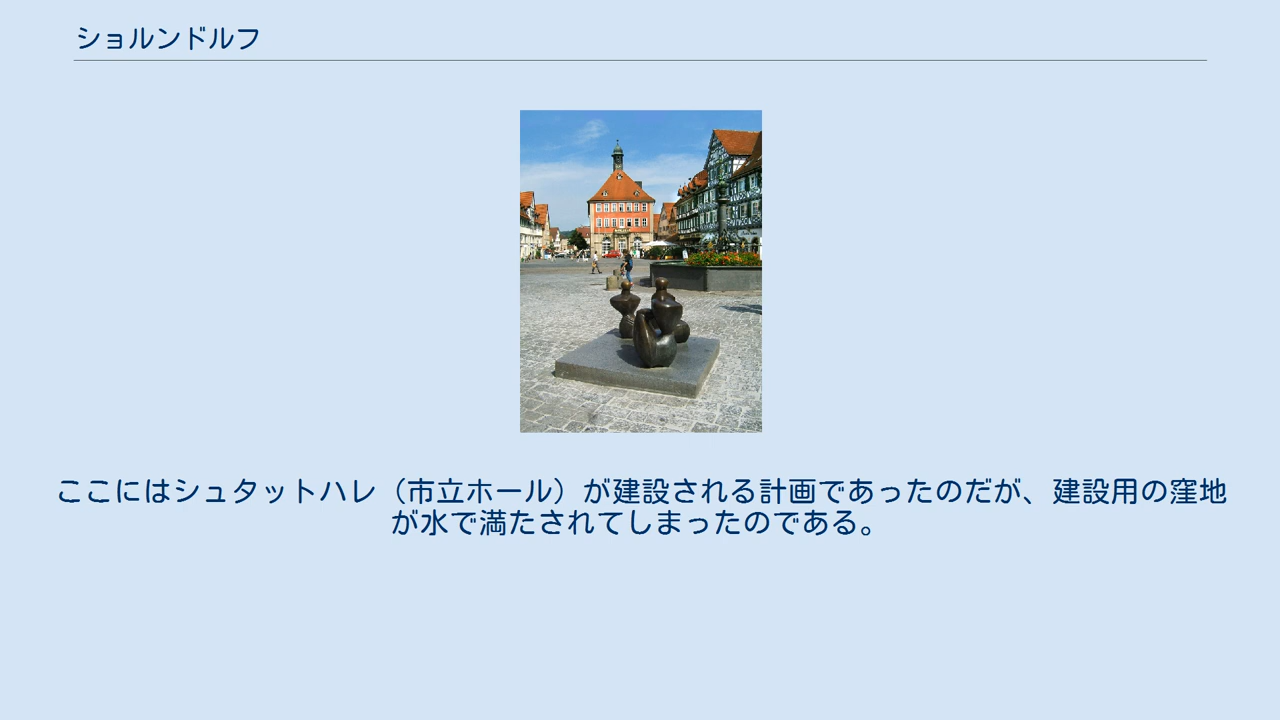 ショルンドルフ
ここにはシュタットハレ（市立ホール）が建設される計画であったのだが、建設用の窪地
が水で満たされてしまったのである。